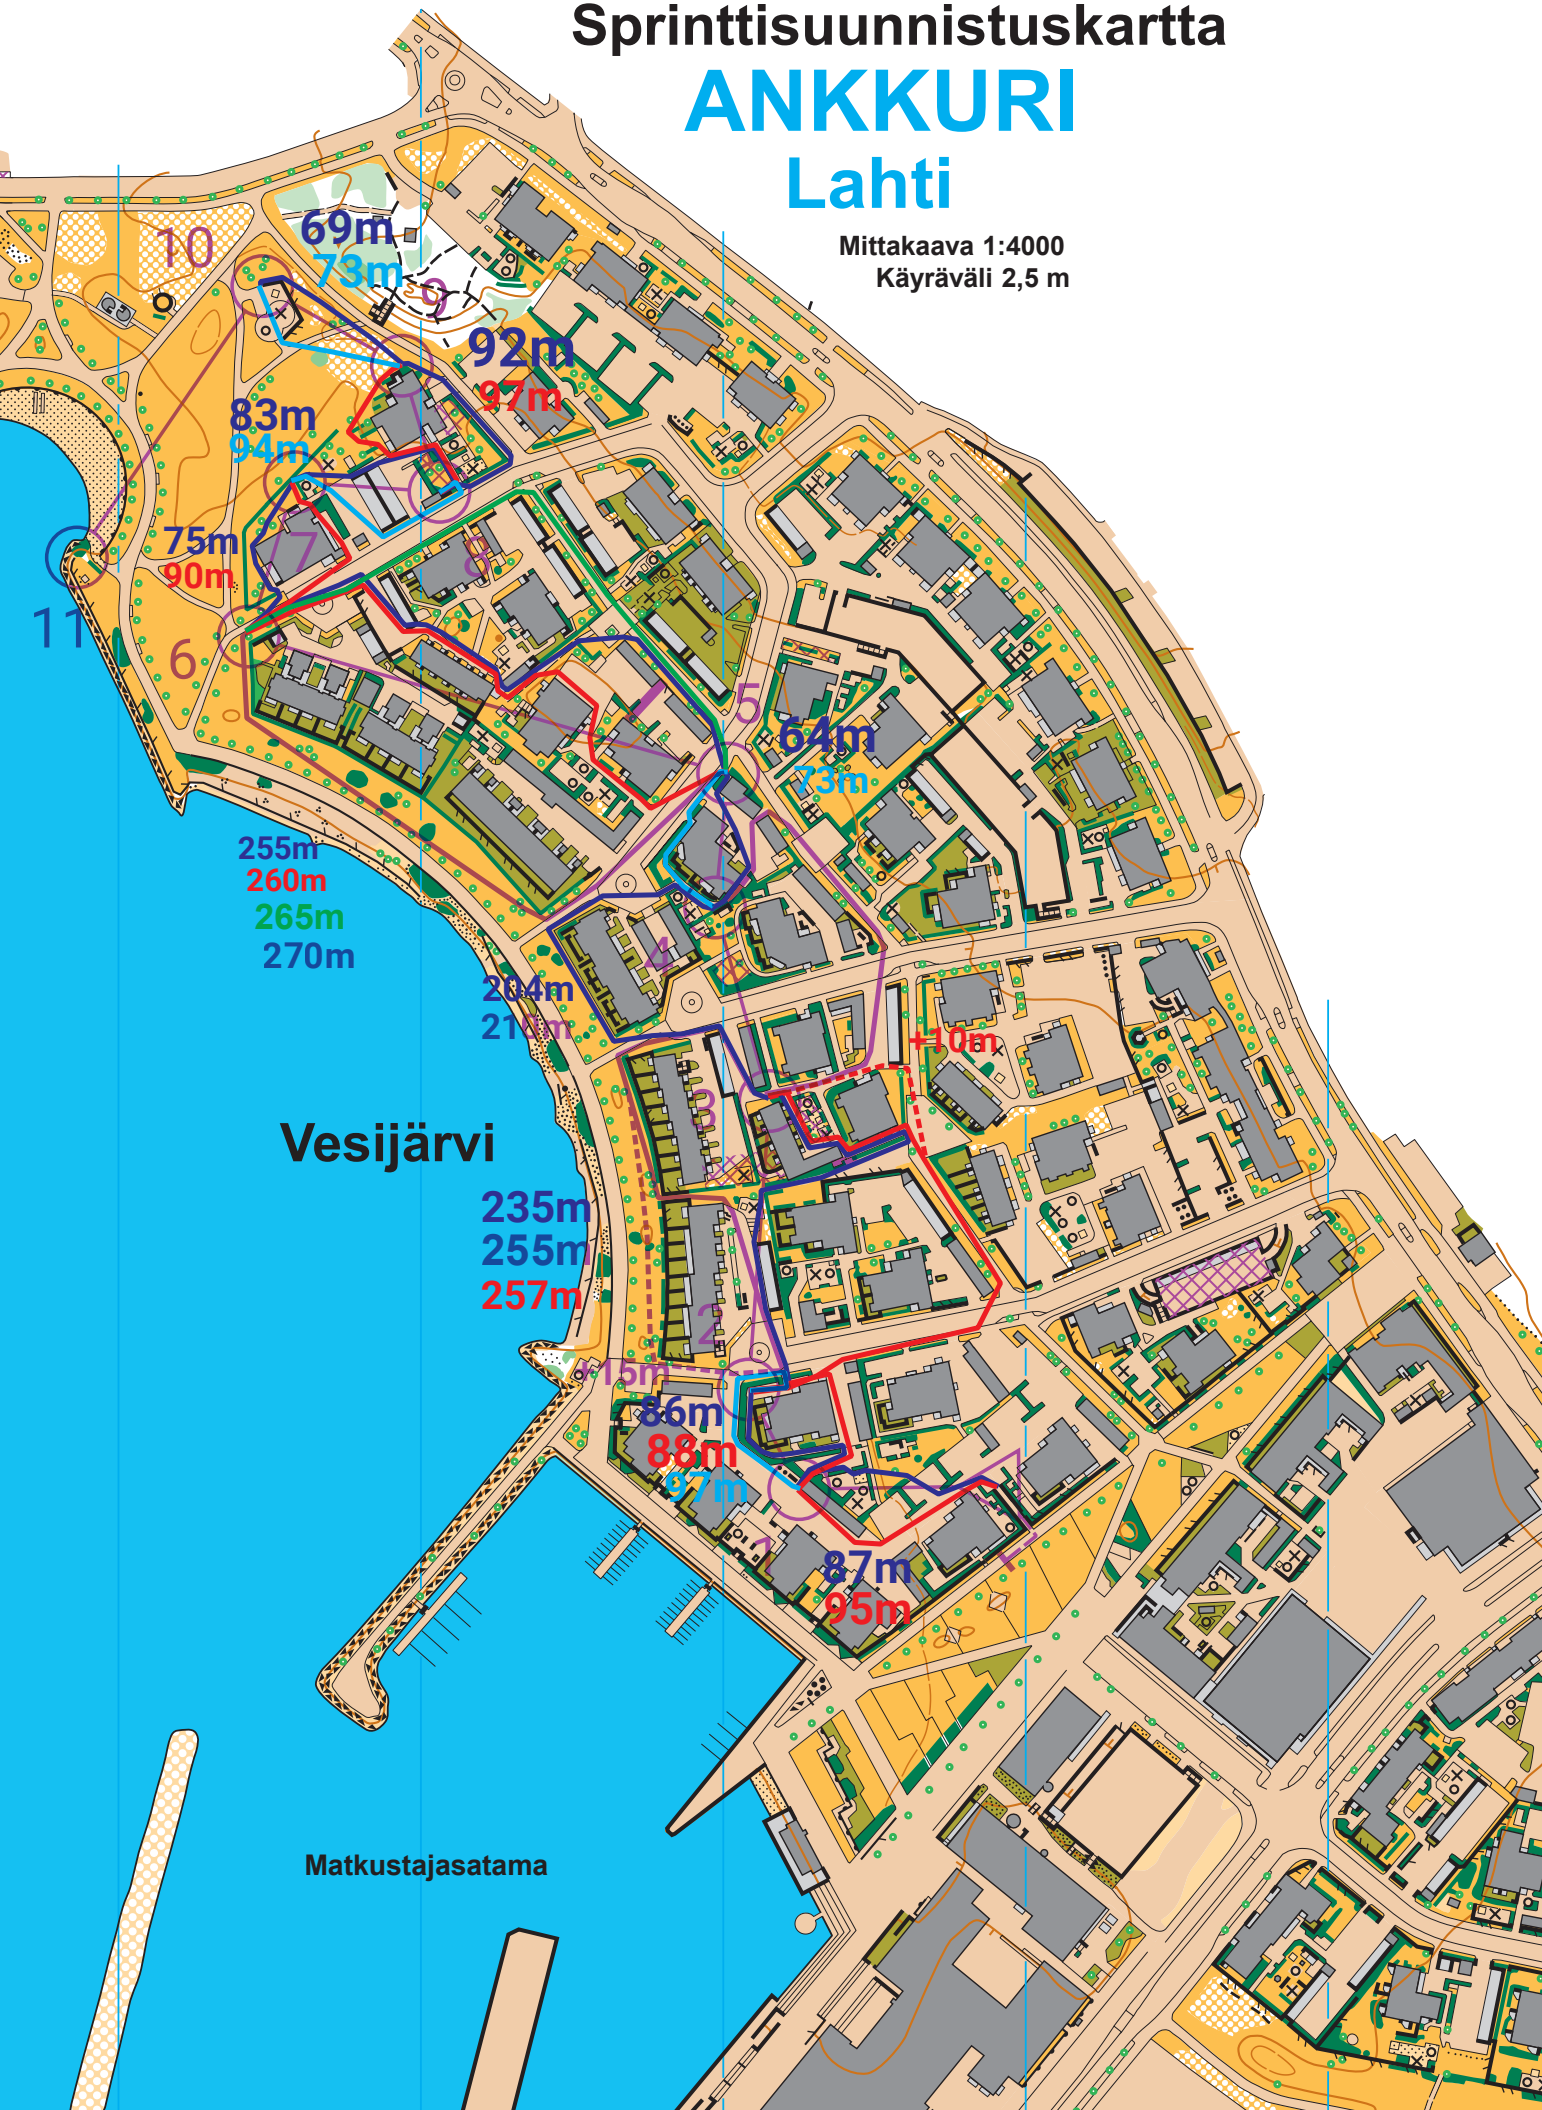 Sprinttisuunnistuskartta
ANKKURI
Lahti
Mittakaava 1:4000
Käyräväli 2,5 m
10
69m
73m
9
92m
97m
83m
94m
7
8
75m
90m
11
6
5
64m
73m
255m
260m
265m
270m
4
204m
210m
+10m
3
Vesijärvi
235m
255m
257m
2
+15m
86m
88m
97m
1
87m
95m
Matkustajasatama